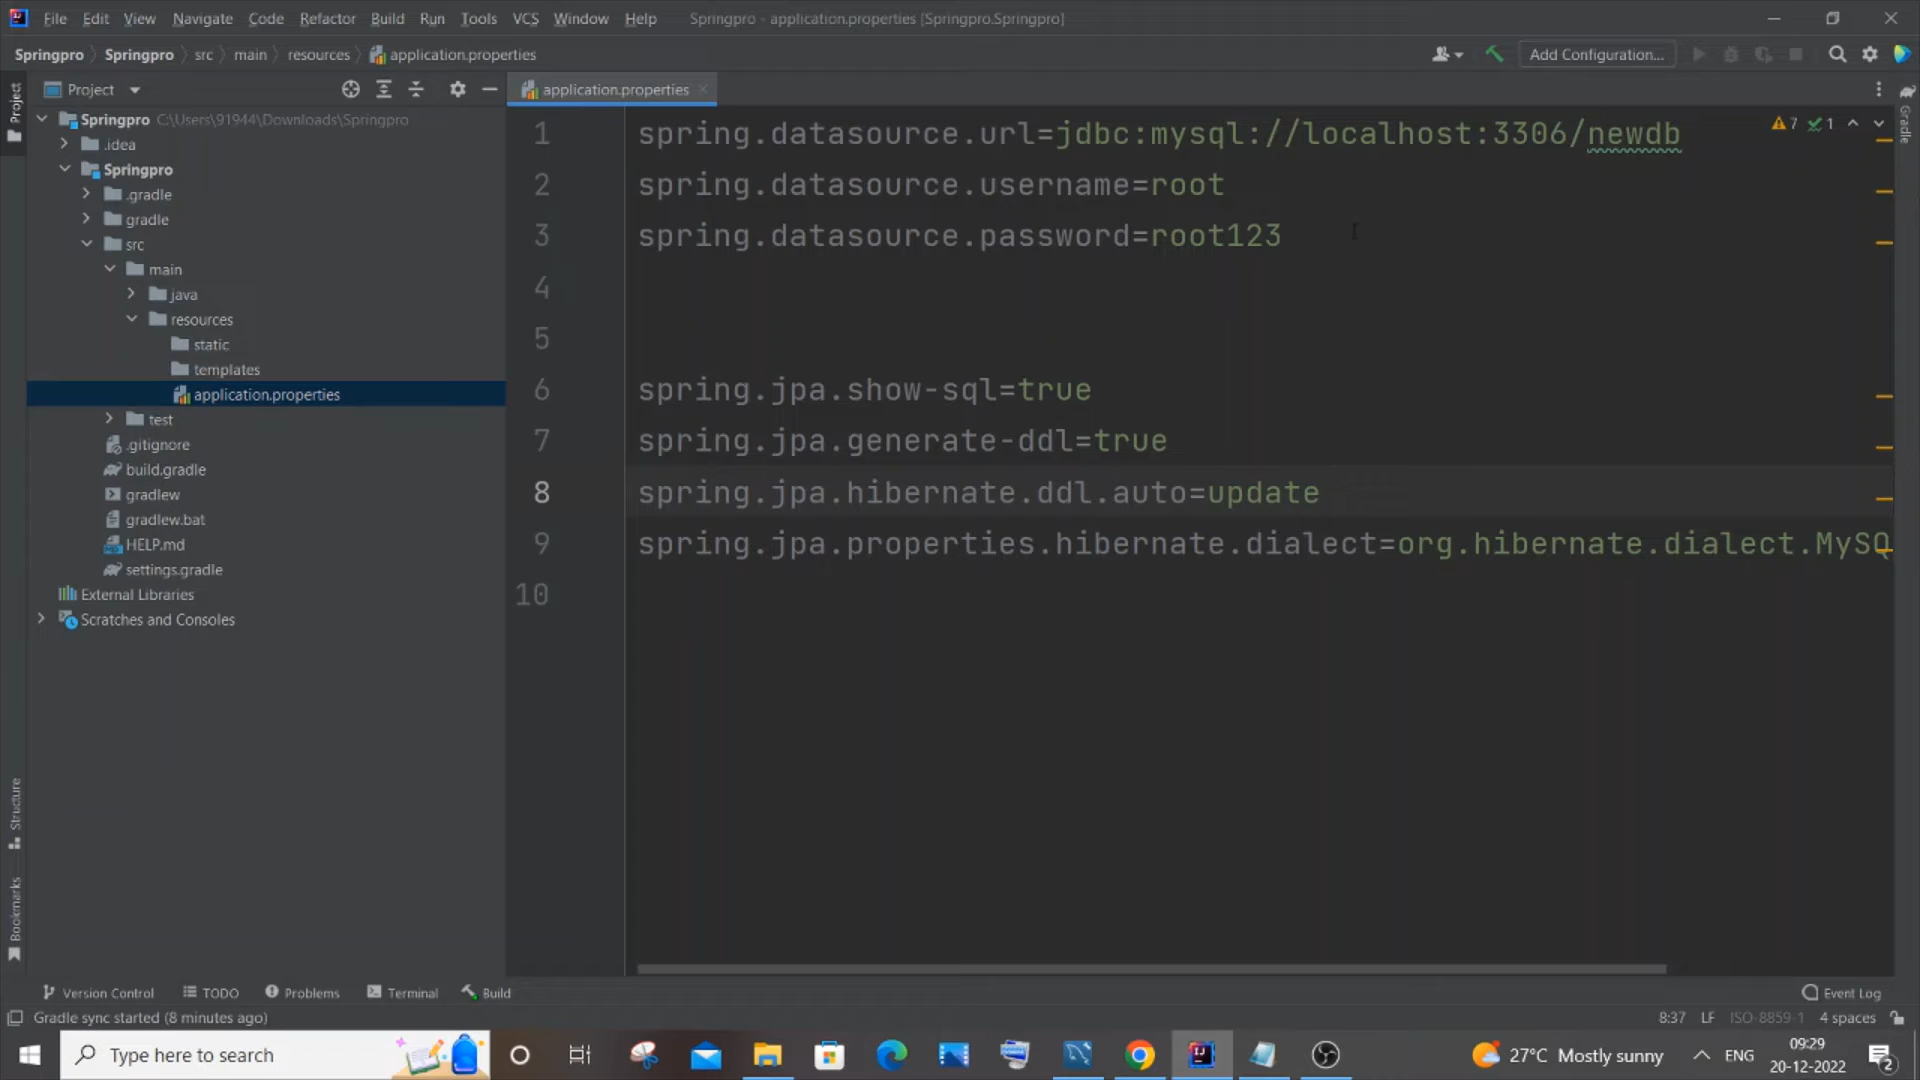 File Edit View Navigate Code Refactor Build Run Tools VCS Window Help Springpro - application.properties [Springpro.Springpro]
Springpro Springpro src main resources application.properties Add Configuration...
Project application.properties
Project
Gradle
Springpro C:\Users\91944\Downloads\Springpro
.idea
Springpro
.gradle
gradle
src
main
java
resources
static
templates
application.properties
test
.gitignore
build.gradle
gradlew
gradlew.bat
HELP.md
settings.gradle
External Libraries
Scratches and Consoles
1 spring.datasource.url=jdbc:mysql://localhost:3306/newdb 7 1
2 spring.datasource.username=root
3 spring.datasource.password=root123
4
5
6 spring.jpa.show-sql=true
7 spring.jpa.generate-ddl=true
8 spring.jpa.hibernate.ddl.auto=update
9 spring.jpa.properties.hibernate.dialect=org.hibernate.dialect.MySQ
10
Structure
Bookmarks
Version Control TODO Problems Terminal Build Event Log
Gradle sync started (8 minutes ago) 8:37 LF ISO-8859-1 4 spaces
Type here to search 27°C Mostly sunny ENG 09:29
20-12-2022 2